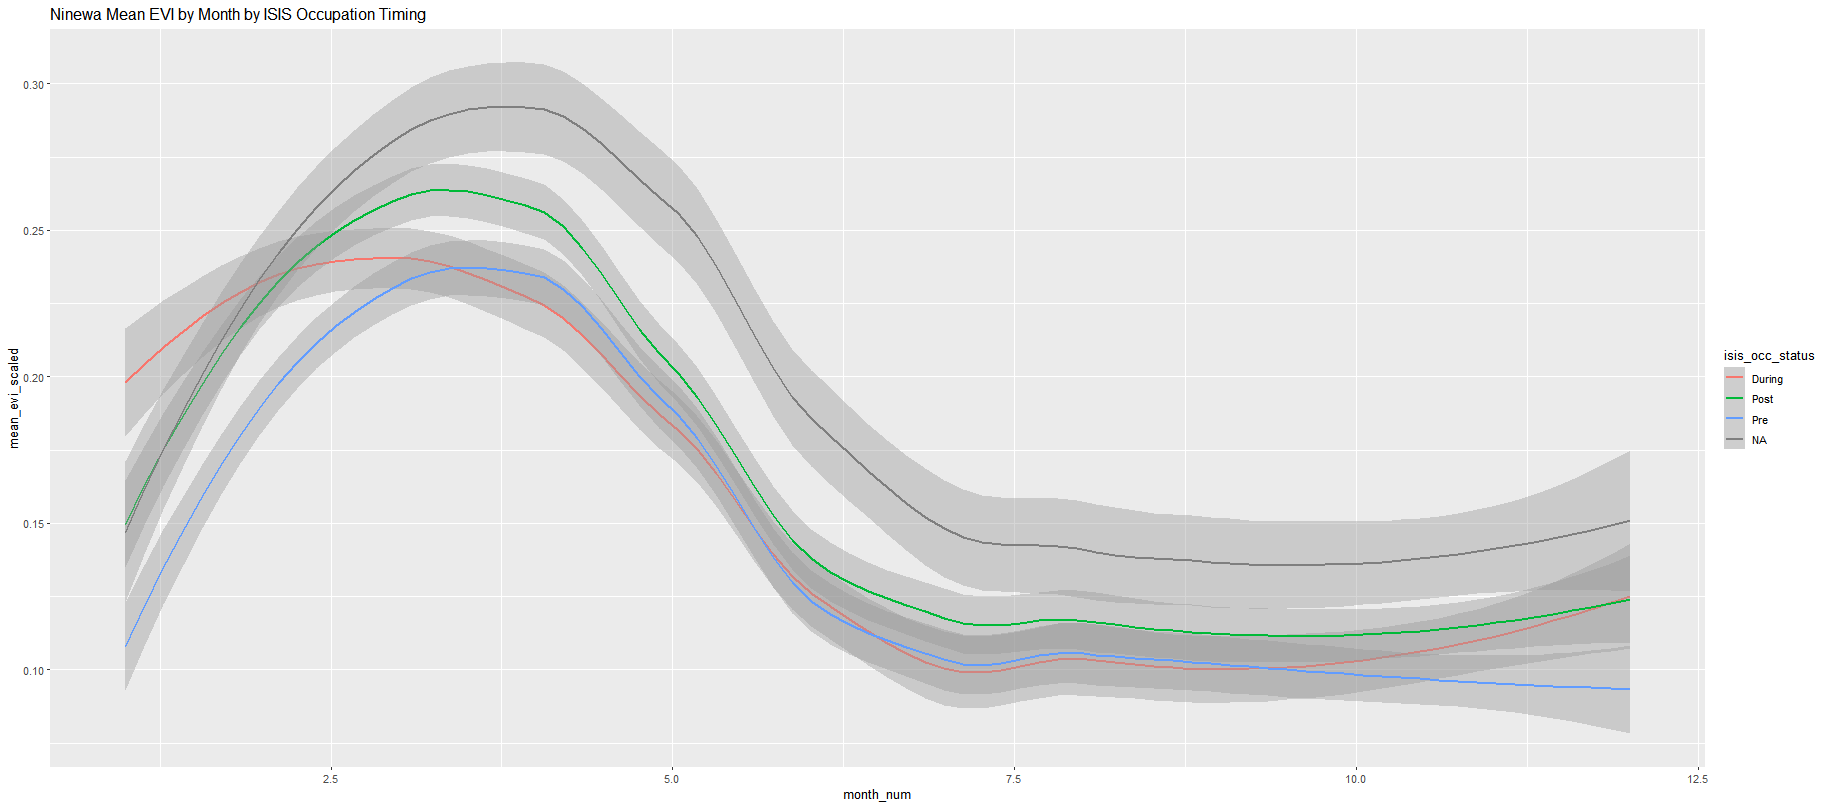 Ninewa Mean EVI by Month by ISIS Occupation Timing
mean_evi_scaled
0.30
0.25
0.20
0.15
0.10
2.5
5.0
7.5
10.0
12.5
month_num
isis_occ_status
During
Post
Pre
NA